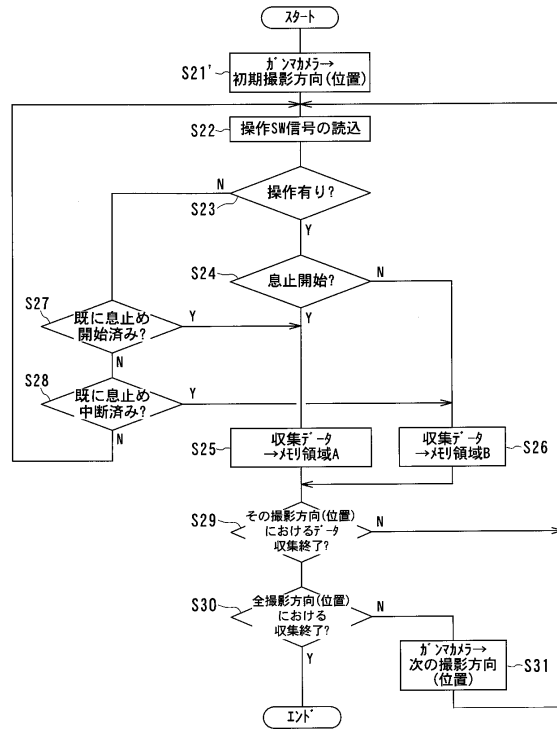 スタート
S21'
ガンマカメラ→
初期撮影方向(位置)
S22
操作SW信号の読込
N
操作有り?
S23
Y
S24
息止開始?
N
Y
S27
既に息止め
開始済み?
Y
N
S28
既に息止め
中断済み?
Y
N
S25
収集データ
→メモリ領域A
収集データ
→メモリ領域B
S26
S29
その撮影方向(位置)
におけるデータ
収集終了?
N
S30
全撮影方向(位置)
における
収集終了?
N
Y
ガンマカメラ→
次の撮影方向
(位置)
S31
エンド